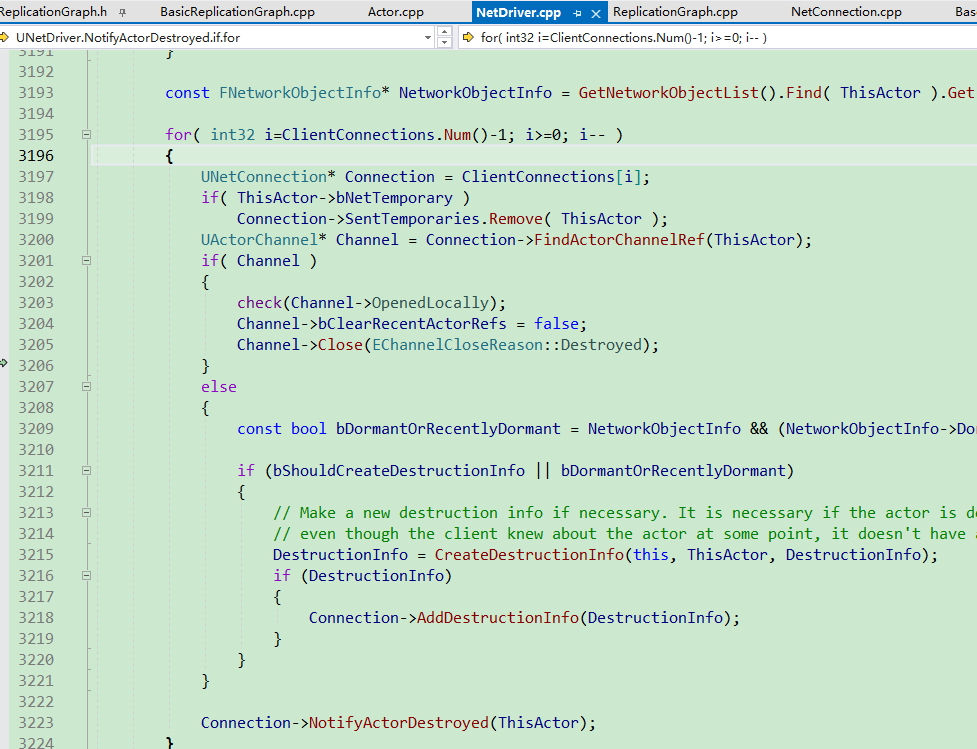 ReplicationGraph.h BasicReplicationGraph.cpp Actor.cpp NetDriver.cpp ReplicationGraph.cpp NetConnection.cpp Bas
UNetDriver.NotifyActorDestroyed.if.for for( int32 i=ClientConnections.Num()-1; i>=0; i-- )
3191 }
3192
3193 const FNetworkObjectInfo* NetworkObjectInfo = GetNetworkObjectList().Find( ThisActor ).Get
3194
3195 for( int32 i=ClientConnections.Num()-1; i>=0; i-- )
3196 {
3197 UNetConnection* Connection = ClientConnections[i];
3198 if( ThisActor->bNetTemporary )
3199 Connection->SentTemporaries.Remove( ThisActor );
3200 UActorChannel* Channel = Connection->FindActorChannelRef(ThisActor);
3201 if( Channel )
3202 {
3203 check(Channel->OpenedLocally);
3204 Channel->bClearRecentActorRefs = false;
3205 Channel->Close(EChannelCloseReason::Destroyed);
3206 }
3207 else
3208 {
3209 const bool bDormantOrRecentlyDormant = NetworkObjectInfo && (NetworkObjectInfo->Do
3210
3211 if (bShouldCreateDestructionInfo || bDormantOrRecentlyDormant)
3212 {
3213 // Make a new destruction info if necessary. It is necessary if the actor is d
3214 // even though the client knew about the actor at some point, it doesn't have
3215 DestructionInfo = CreateDestructionInfo(this, ThisActor, DestructionInfo);
3216 if (DestructionInfo)
3217 {
3218 Connection->AddDestructionInfo(DestructionInfo);
3219 }
3220 }
3221 }
3222
3223 Connection->NotifyActorDestroyed(ThisActor);
3224 }